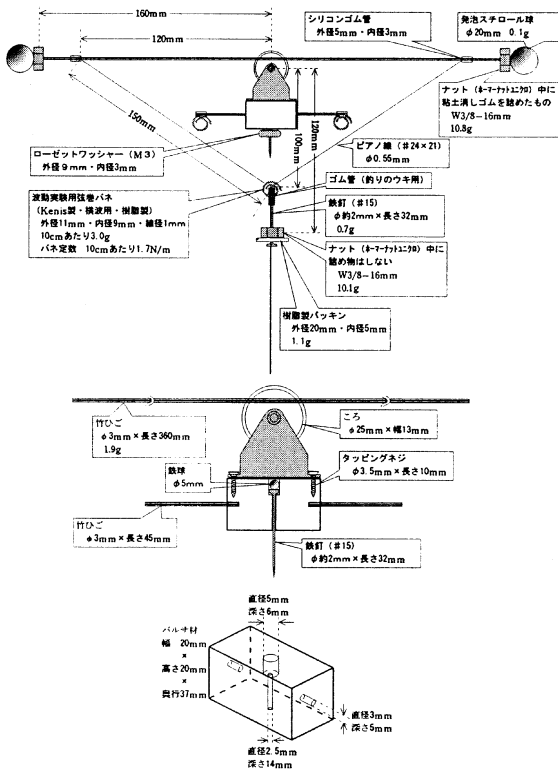 160mm
120mm
シリコンゴム管
外径5mm・内径3mm
発泡スチロール球
φ20mm 0.1g
ナット(ホーマーナットユニクロ)中に
粘土消しゴムを詰めたもの
W3/8-16mm
10.3g
150mm
100mm
120mm
ローゼットワッシャー(M3)
外径9mm・内径3mm
ピアノ線(#24×21)
φ0.55mm
ゴム管(釣りのウキ用)
波動実験用弦巻バネ
(Kenis製・横波用・樹脂製)
外径11mm・内径9mm・線径1mm
10cmあたり3.0g
バネ定数 10cmあたり1.7N/m
鉄釘(#15)
φ約2mm×長さ32mm
0.7g
ナット(ホーマーナットユニクロ)中に
詰め物はしない
W3/8-16mm
10.1g
樹脂製パッキン
外径20mm・内径5mm
1.1g
竹ひご
φ3mm×長さ360mm
1.9g
ころ
φ25mm×幅13mm
鉄球
φ5mm
タッピングネジ
φ3.5mm×長さ10mm
竹ひご
φ3mm×長さ45mm
鉄釘(#15)
φ約2mm×長さ32mm
直径5mm
深さ6mm
バルサ材
幅 20mm
×
高さ20mm
×
奥行37mm
直径3mm
深さ5mm
直径2.5mm
深さ14mm